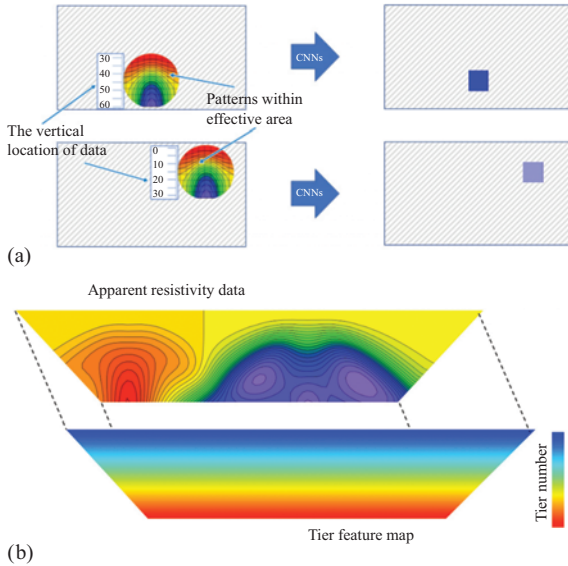 30
40
50
60
CNNs
Patterns within
effective area
The vertical
location of data
0
10
20
30
CNNs
(a)
Apparent resistivity data
Tier number
Tier feature map
(b)